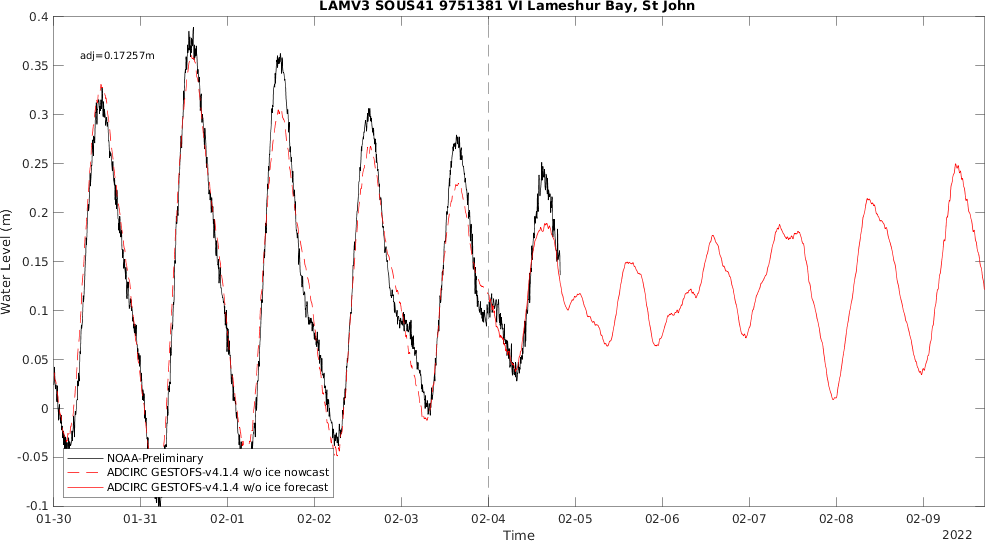 LAMV3 SOUS41 9751381 VI Lameshur Bay, St John
adj=0.17257m
0.4
0.35
0.3
0.25
0.2
0.15
0.1
0.05
0
-0.05
-0.1
Water Level (m)
NOAA-Preliminary
ADCIRC GESTOFS-v4.1.4 w/o ice nowcast
ADCIRC GESTOFS-v4.1.4 w/o ice forecast
01-30 01-31 02-01 02-02 02-03 02-04 02-05 02-06 02-07 02-08 02-09
Time
2022